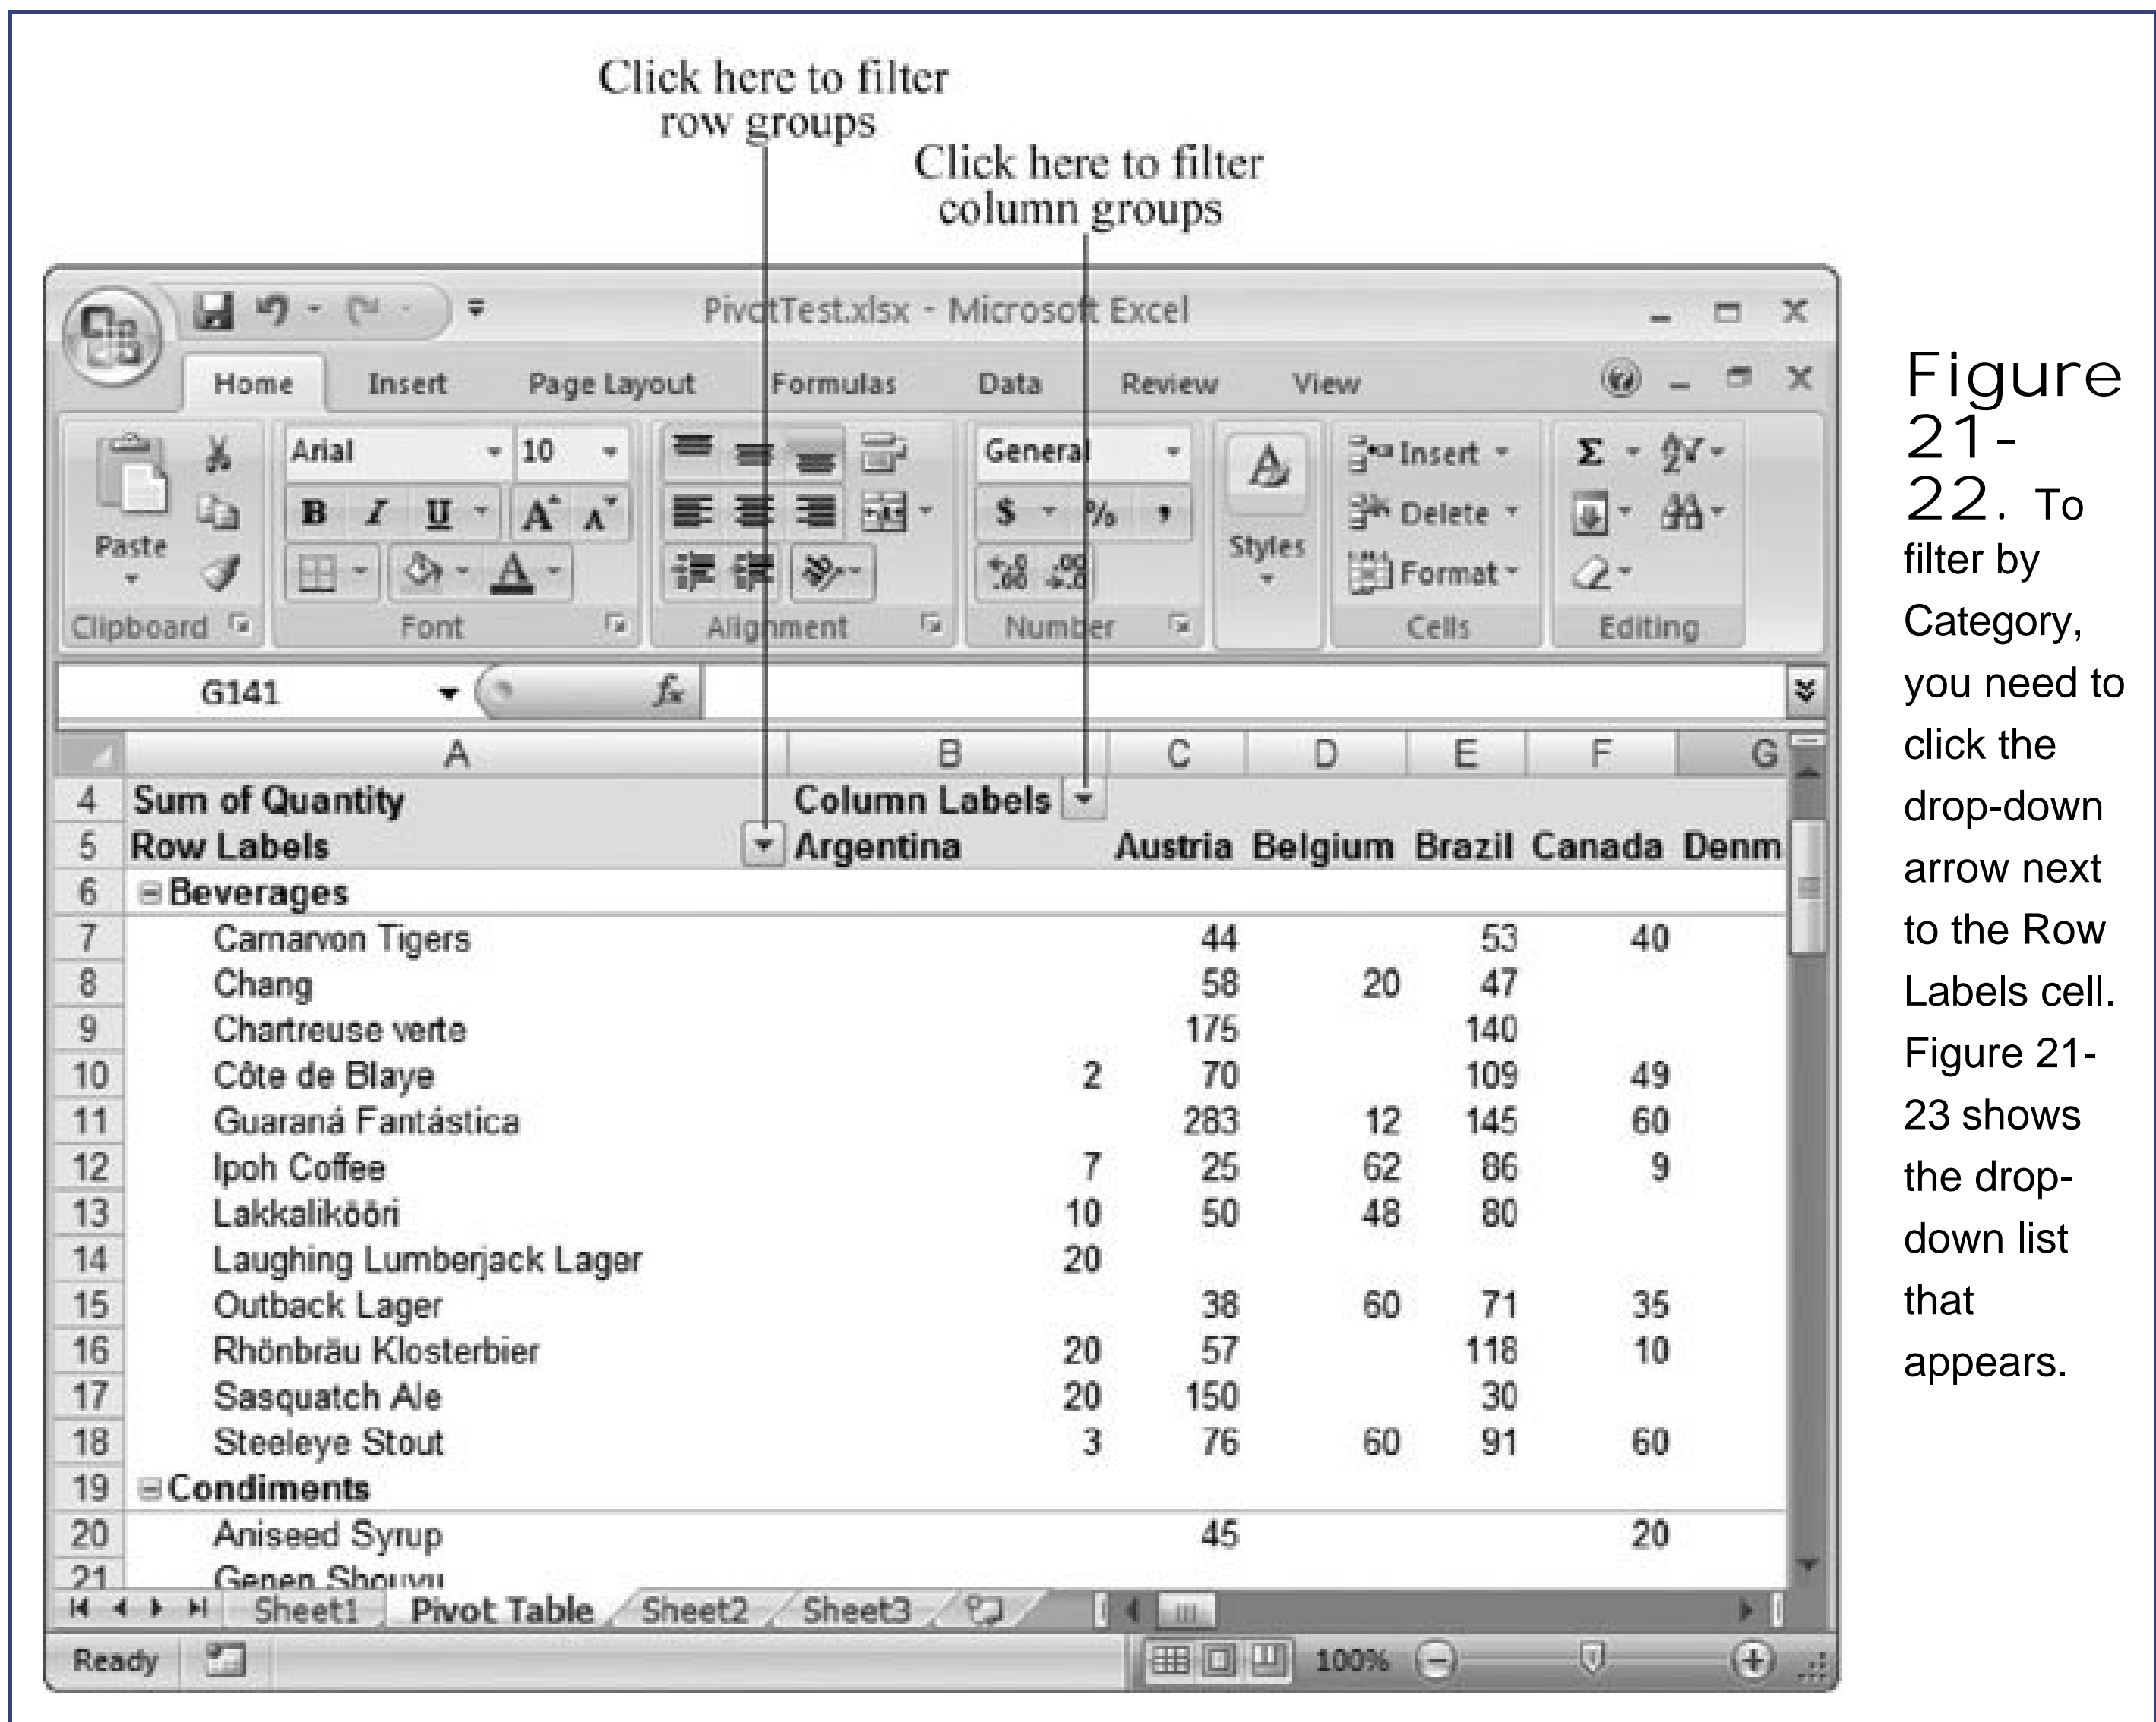 Click here to filter
row groups
Click here to filter
column groups
PivotTest.xlsx - Microsoft Excel
Home Insert Page Layout Formulas Data Review View
Paste
Clipboard
Arial 10
B I U A A
A
Font
Alignment
General
$ % ,
.00 .00
Number
Styles
Insert
Delete
Format
Cells
Σ
Editing
G141 fx
A B C D E F G
4 Sum of Quantity Column Labels
5 Row Labels Argentina Austria Belgium Brazil Canada Denm
6 Beverages
7 Carnarvon Tigers 44 53 40
8 Chang 58 20 47
9 Chartreuse verte 175 140
10 Côte de Blaye 2 70 109 49
11 Guaraná Fantástica 283 12 145 60
12 Ipoh Coffee 7 25 62 86 9
13 Lakkalikööri 10 50 48 80
14 Laughing Lumberjack Lager 20
15 Outback Lager 38 60 71 35
16 Rhönbräu Klosterbier 20 57 118 10
17 Sasquatch Ale 20 150 30
18 Steeleye Stout 3 76 60 91 60
19 Condiments
20 Aniseed Syrup 45 20
21 Genen Shouyu
Sheet1 Pivot Table Sheet2 Sheet3
Ready 100%
Figure
21-
22. To
filter by
Category,
you need to
click the
drop-down
arrow next
to the Row
Labels cell.
Figure 21-
23 shows
the drop-
down list
that
appears.